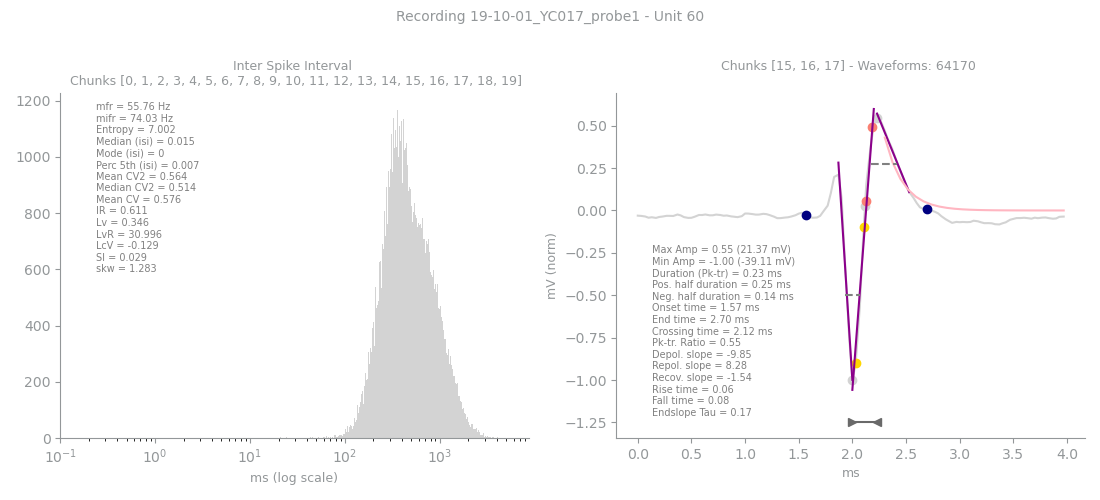 Recording 19-10-01_YC017_probe1 - Unit 60
Inter Spike Interval
Chunks [0, 1, 2, 3, 4, 5, 6, 7, 8, 9, 10, 11, 12, 13, 14, 15, 16, 17, 18, 19]
1200
1000
800
600
400
200
0
mfr = 55.76 Hz
mifr = 74.03 Hz
Entropy = 7.002
Median (isi) = 0.015
Mode (isi) = 0
Perc 5th (isi) = 0.007
Mean CV2 = 0.564
Median CV2 = 0.514
Mean CV = 0.576
IR = 0.611
Lv = 0.346
LvR = 30.996
LcV = -0.129
SI = 0.029
skw = 1.283
10⁻¹ 10⁰ 10¹ 10² 10³
ms (log scale)
Chunks [15, 16, 17] - Waveforms: 64170
mV (norm)
0.50
0.25
0.00
−0.25
−0.50
−0.75
−1.00
−1.25
Max Amp = 0.55 (21.37 mV)
Min Amp = -1.00 (-39.11 mV)
Duration (Pk-tr) = 0.23 ms
Pos. half duration = 0.25 ms
Neg. half duration = 0.14 ms
Onset time = 1.57 ms
End time = 2.70 ms
Crossing time = 2.12 ms
Pk-tr. Ratio = 0.55
Depol. slope = -9.85
Repol. slope = 8.28
Recov. slope = -1.54
Rise time = 0.06
Fall time = 0.08
Endslope Tau = 0.17
0.0 0.5 1.0 1.5 2.0 2.5 3.0 3.5 4.0
ms